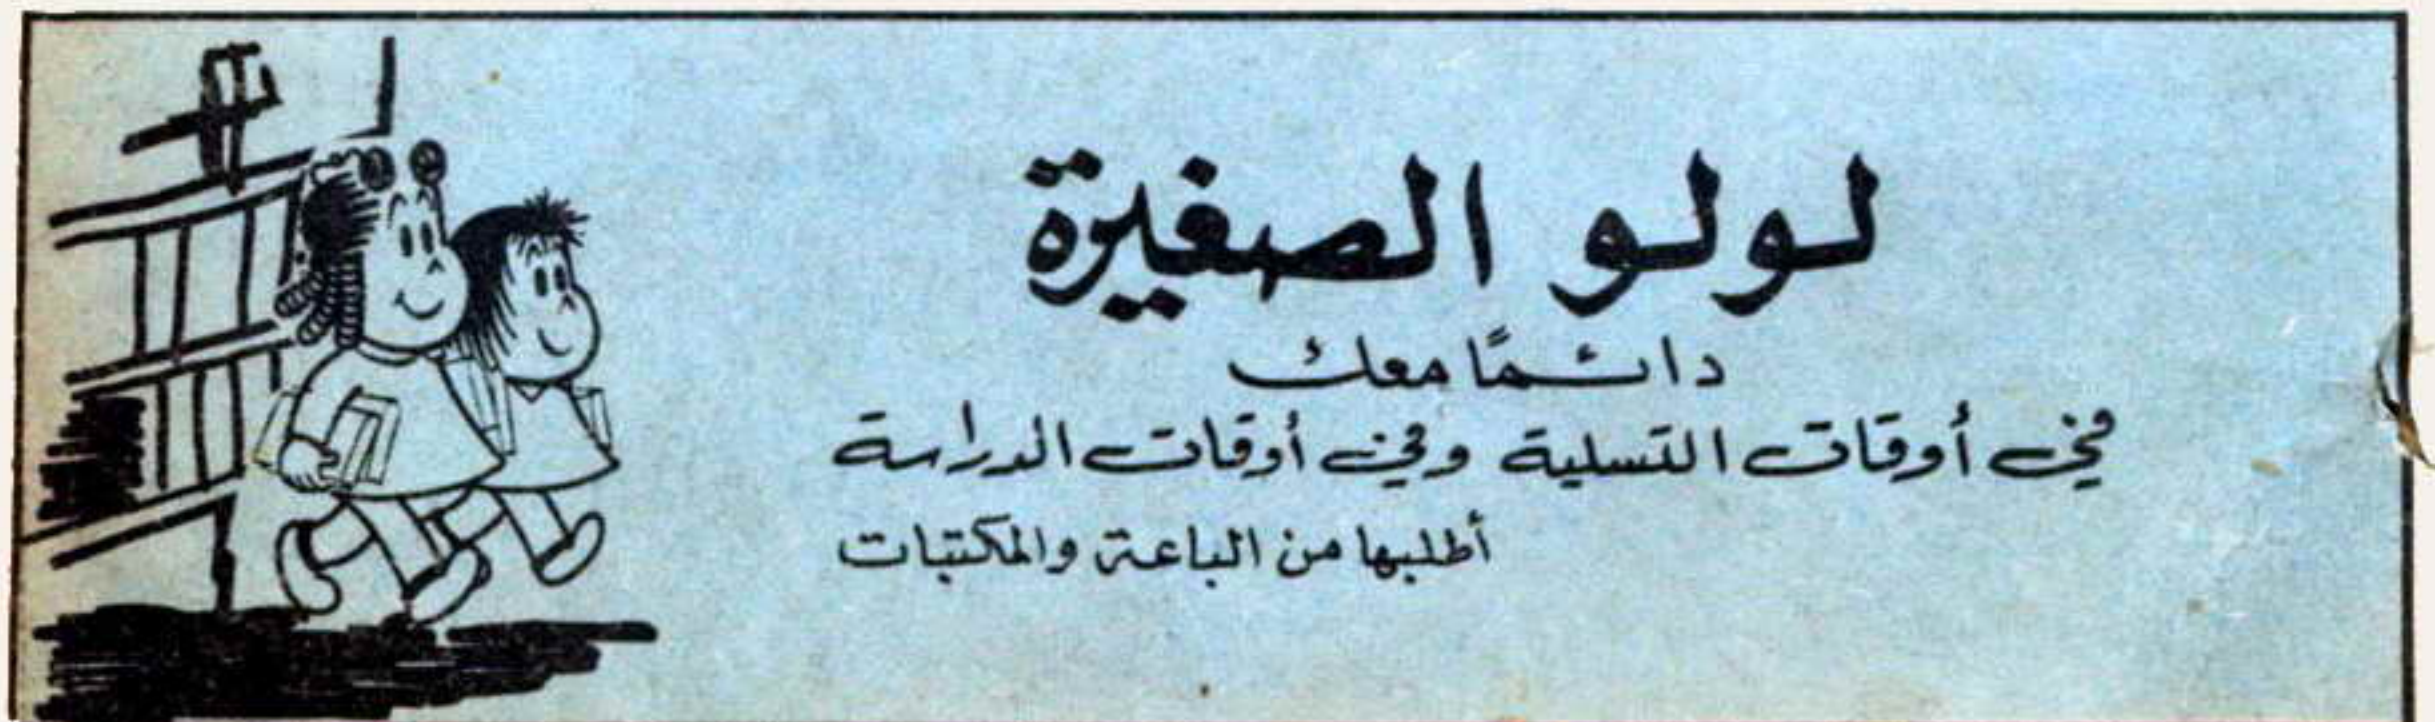 لولو الصغيرة
دائمًا معك
في أوقات التسلية وفي أوقات الدراسة
أطلبها من الباعة والمكتبات